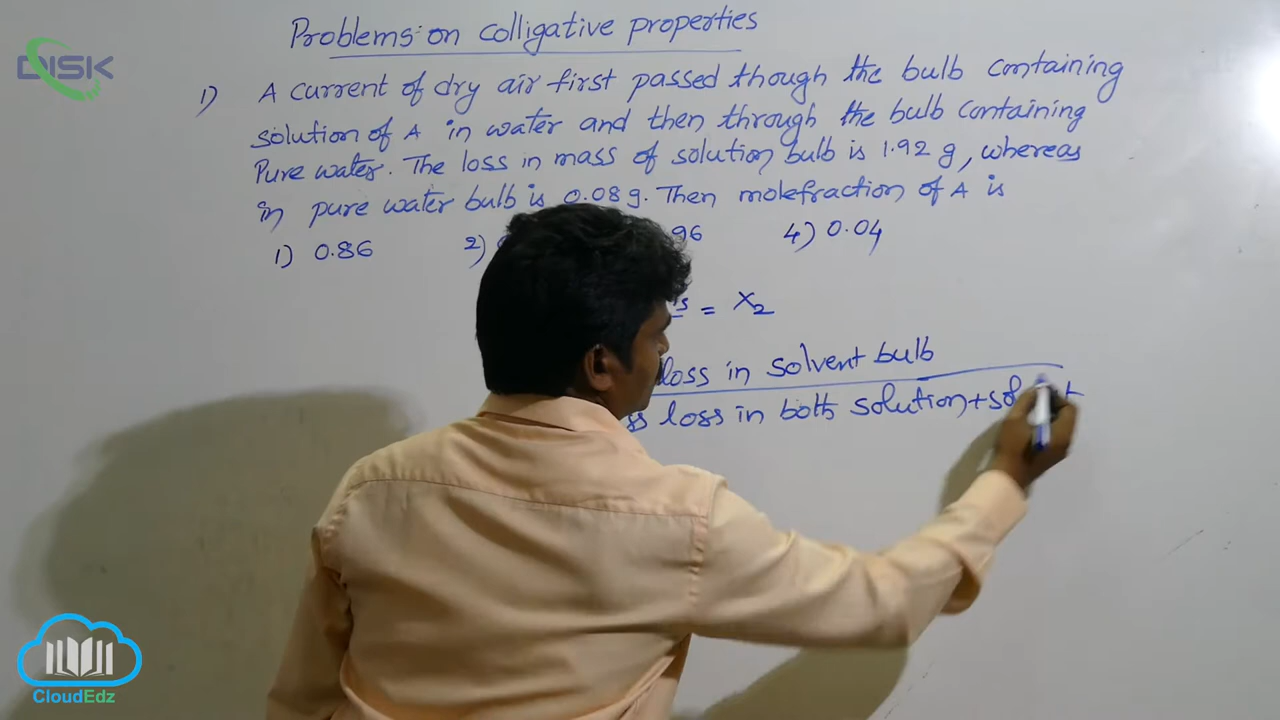 Problems on colligative properties
DISK
1) A current of dry air first passed though the bulb containing
solution of A in water and then through the bulb containing
Pure water. The loss in mass of solution bulb is 1.92 g, whereas
in pure water bulb is 0.08 g. Then molefraction of A is
1) 0.86 2) 96 4) 0.04
= X2
loss in solvent bulb
loss in both solution +
CloudEdz